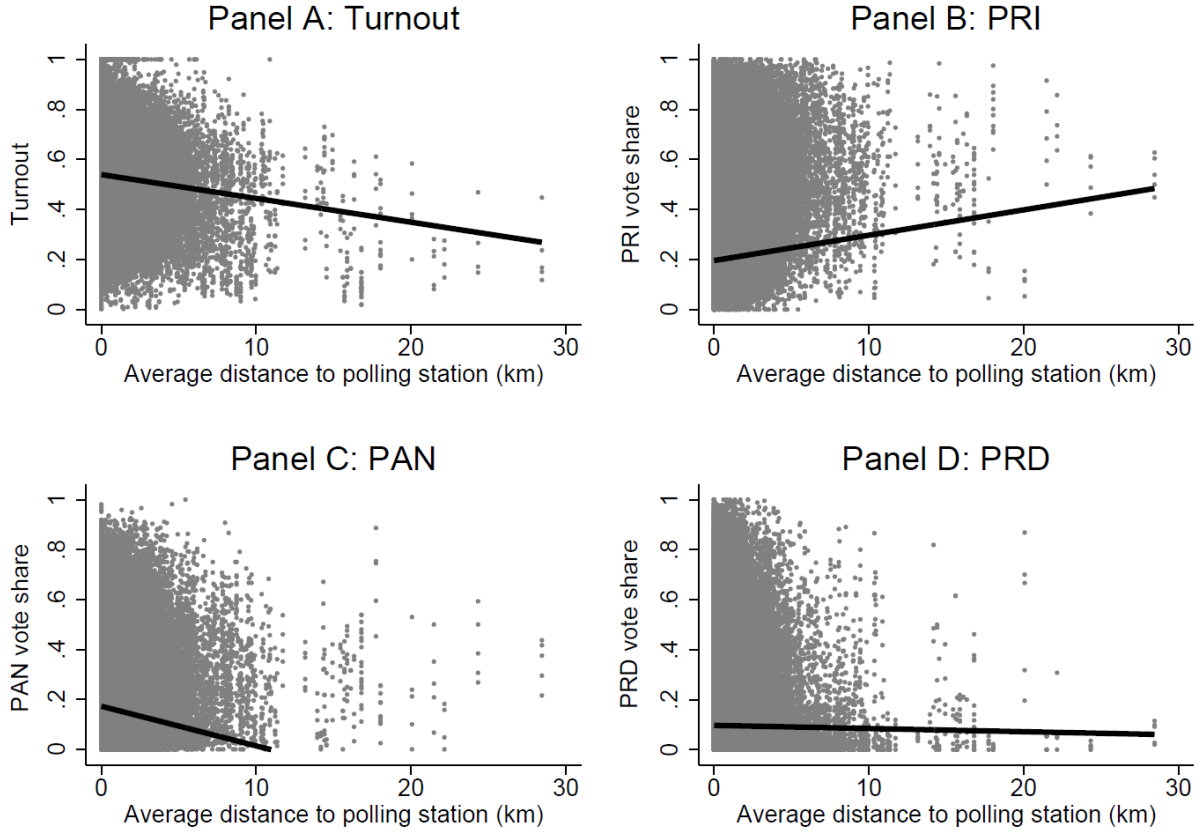 Panel A: Turnout
Turnout
0 .2 .4 .6 .8 1
0 10 20 30
Average distance to polling station (km)
Panel B: PRI
PRI vote share
0 .2 .4 .6 .8 1
0 10 20 30
Average distance to polling station (km)
Panel C: PAN
PAN vote share
0 .2 .4 .6 .8 1
0 10 20 30
Average distance to polling station (km)
Panel D: PRD
PRD vote share
0 .2 .4 .6 .8 1
0 10 20 30
Average distance to polling station (km)